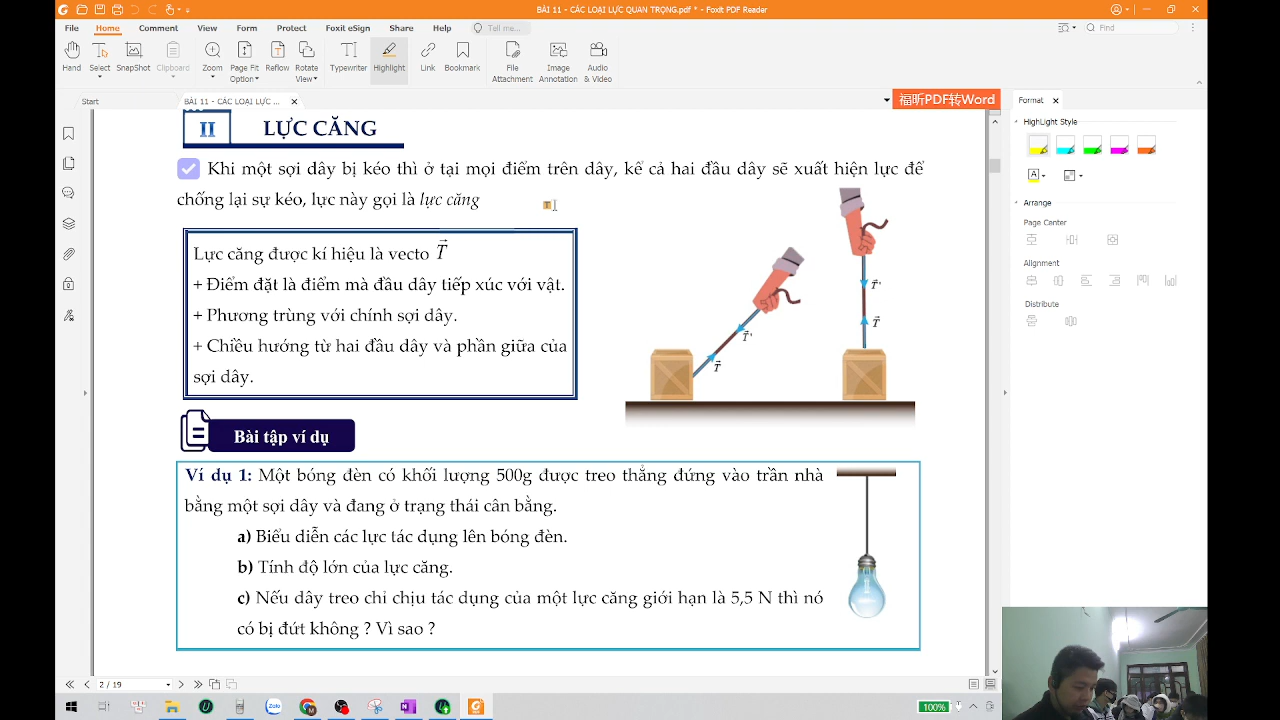 BÀI 11 - CÁC LOẠI LỰC QUAN TRỌNG.pdf * - Foxit PDF Reader
File Home Comment View Form Protect Foxit eSign Share Help Tell me... Find
Hand Select SnapShot Clipboard Zoom Page Fit Option Reflow Rotate View Typewriter Highlight Link Bookmark File Attachment Image Annotation Audio & Video
Start BÀI 11 - CÁC LOẠI LỰC ... 福昕PDF转Word Format
HighLight Style
Arrange
Page Center
Alignment
Distribute
II LỰC CĂNG
Khi một sợi dây bị kéo thì ở tại mọi điểm trên dây, kể cả hai đầu dây sẽ xuất hiện lực để
chống lại sự kéo, lực này gọi là lực căng
Lực căng được kí hiệu là vecto T⃗
+ Điểm đặt là điểm mà đầu dây tiếp xúc với vật.
+ Phương trùng với chính sợi dây.
+ Chiều hướng từ hai đầu dây và phần giữa của
sợi dây.
T⃗'
T⃗
T⃗'
T⃗
Bài tập ví dụ
Ví dụ 1: Một bóng đèn có khối lượng 500g được treo thẳng đứng vào trần nhà
bằng một sợi dây và đang ở trạng thái cân bằng.
a) Biểu diễn các lực tác dụng lên bóng đèn.
b) Tính độ lớn của lực căng.
c) Nếu dây treo chỉ chịu tác dụng của một lực căng giới hạn là 5,5 N thì nó
có bị đứt không ? Vì sao ?
2 / 19
Zalo
100%